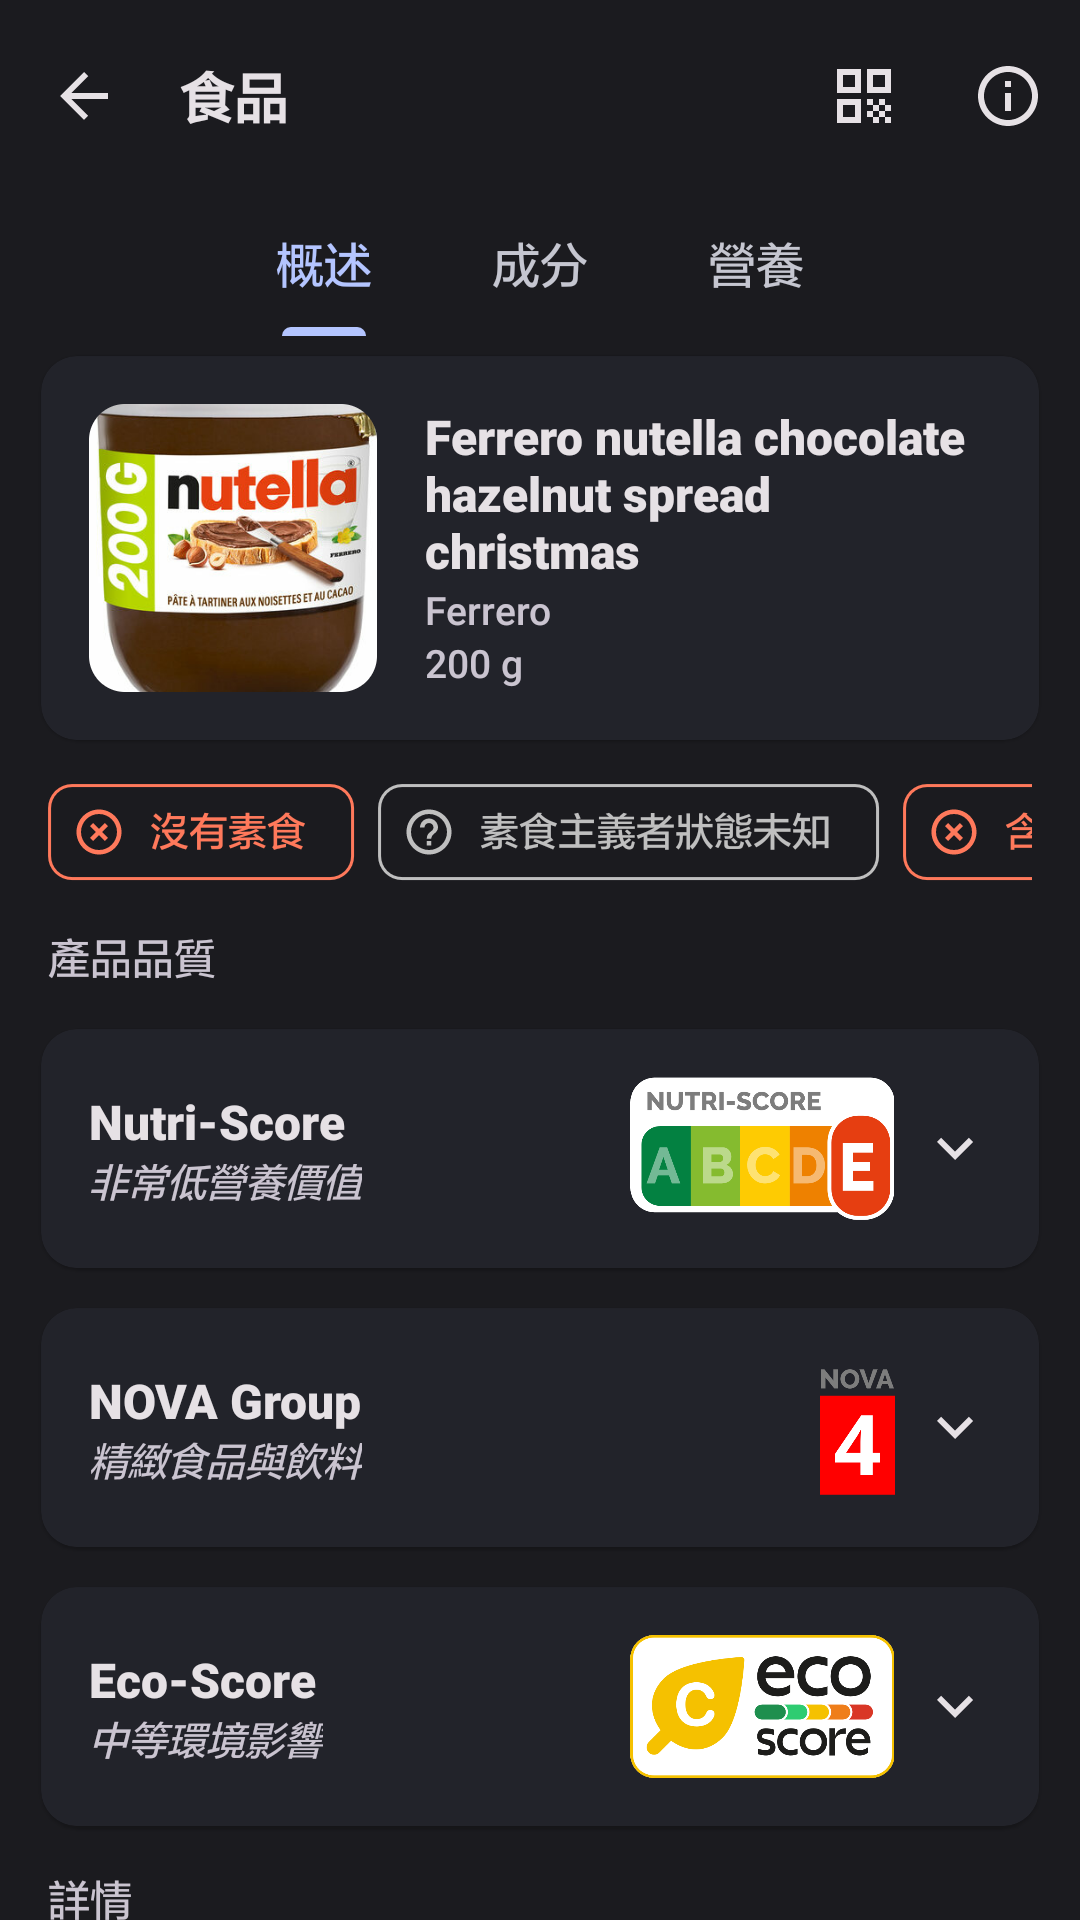 食品
概述
成分
營養
200 G
nutella
FERRERO
PÂTE À TARTINER AUX NOISETTES ET AU CACAO
Ferrero nutella chocolate
hazelnut spread
christmas
Ferrero
200 g
沒有素食
素食主義者狀態未知
含
產品品質
Nutri-Score
非常低營養價值
NUTRI-SCORE
A B C D E
NOVA Group
精緻食品與飲料
NOVA
4
Eco-Score
中等環境影響
C
eco
score
詳情